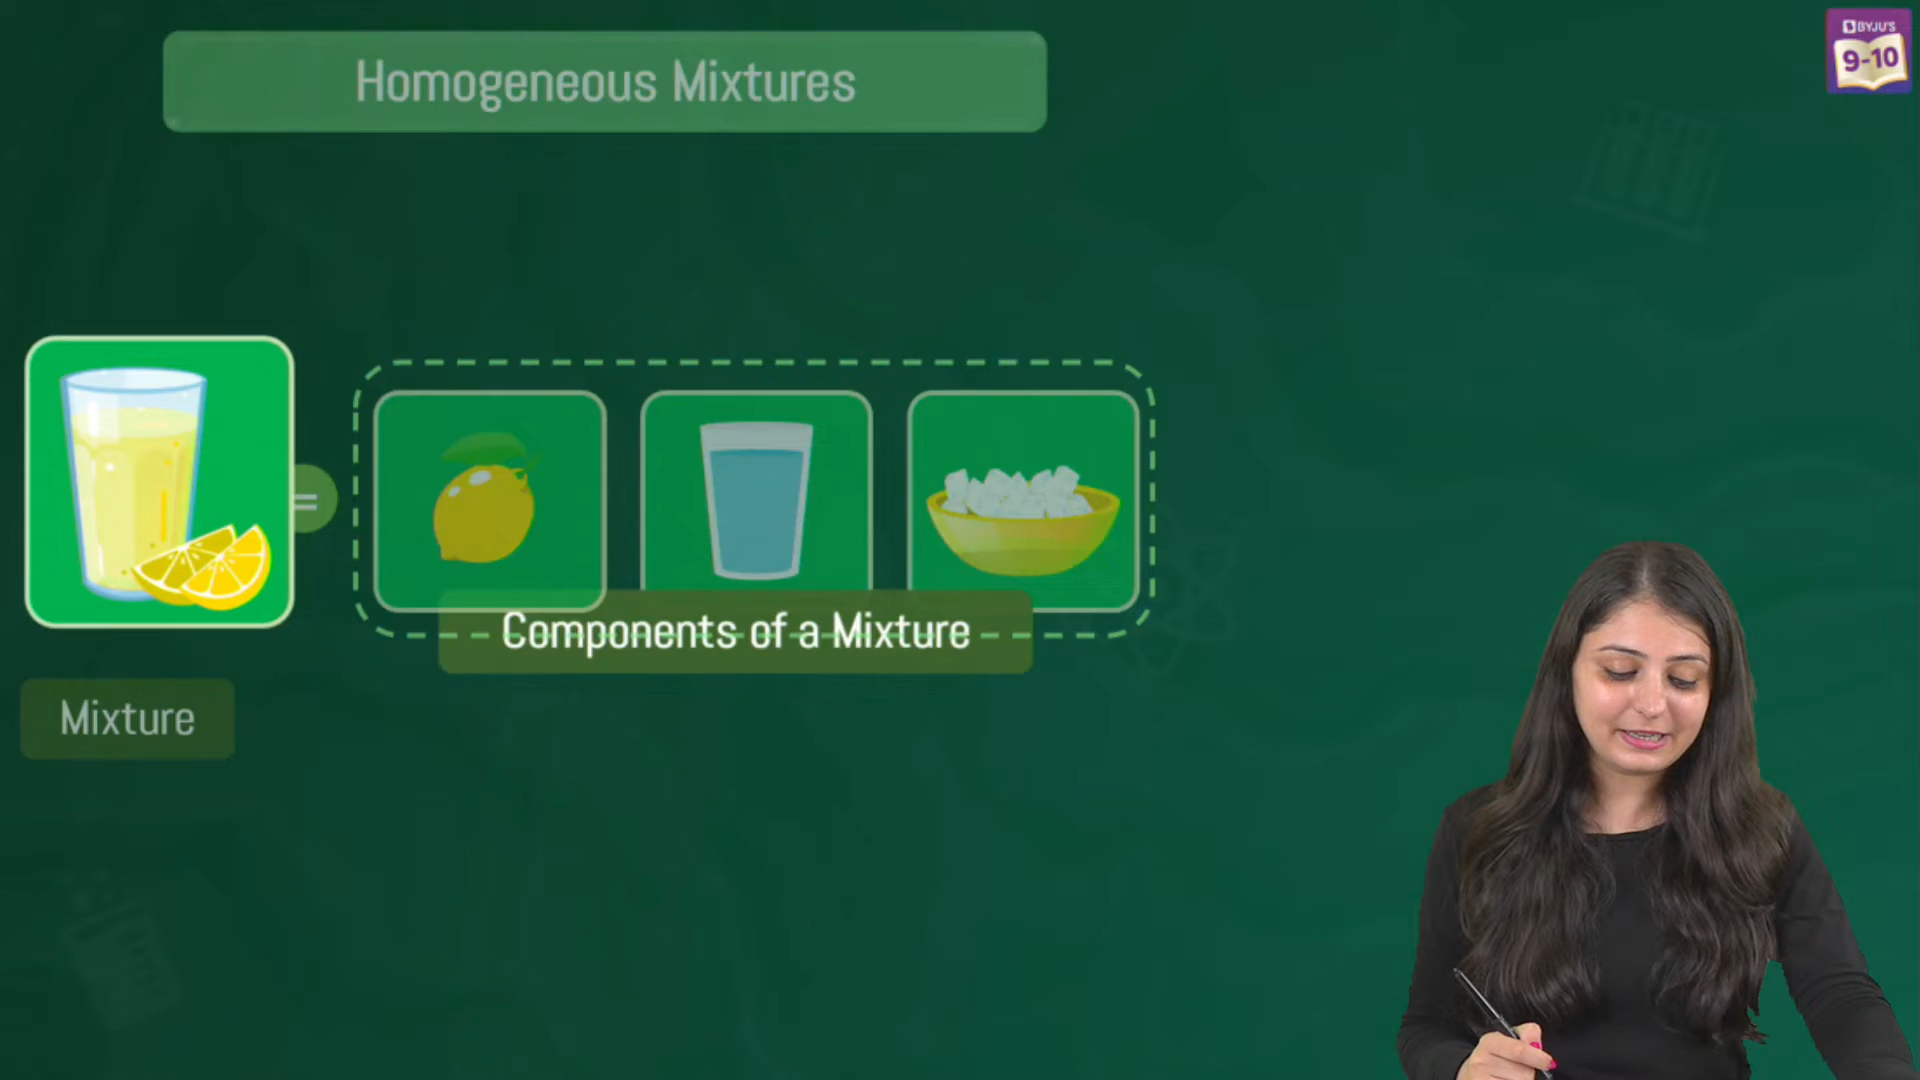 BYJU'S
9-10
Homogeneous Mixtures
=
Components of a Mixture
Mixture